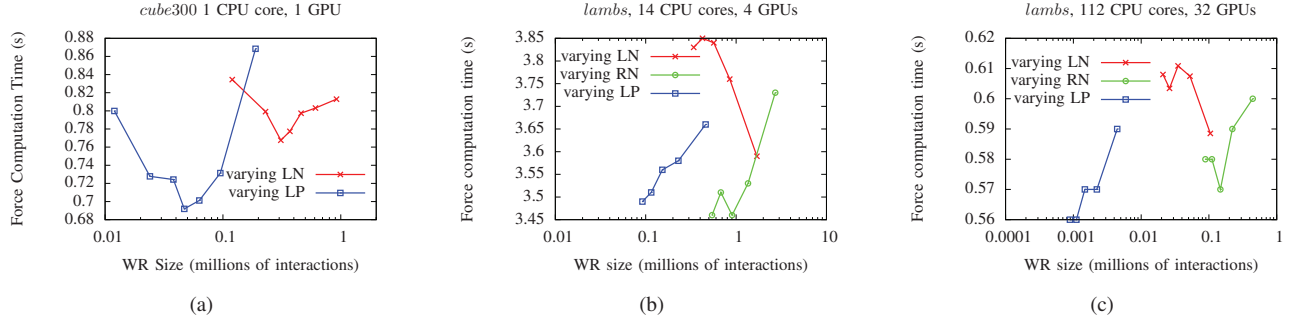 cube300 1 CPU core, 1 GPU
Force Computation Time (s)
0.88
0.86
0.84
0.82
0.8
0.78
0.76
0.74
0.72
0.7
0.68
varying LN
varying LP
0.01
0.1
1
WR Size (millions of interactions)
(a)
lambs, 14 CPU cores, 4 GPUs
Force computation time (s)
3.85
3.8
3.75
3.7
3.65
3.6
3.55
3.5
3.45
varying LN
varying RN
varying LP
0.01
0.1
1
10
WR size (millions of interactions)
(b)
lambs, 112 CPU cores, 32 GPUs
Force computation time (s)
0.62
0.61
0.6
0.59
0.58
0.57
0.56
varying LN
varying RN
varying LP
0.0001
0.001
0.01
0.1
1
WR size (millions of interactions)
(c)